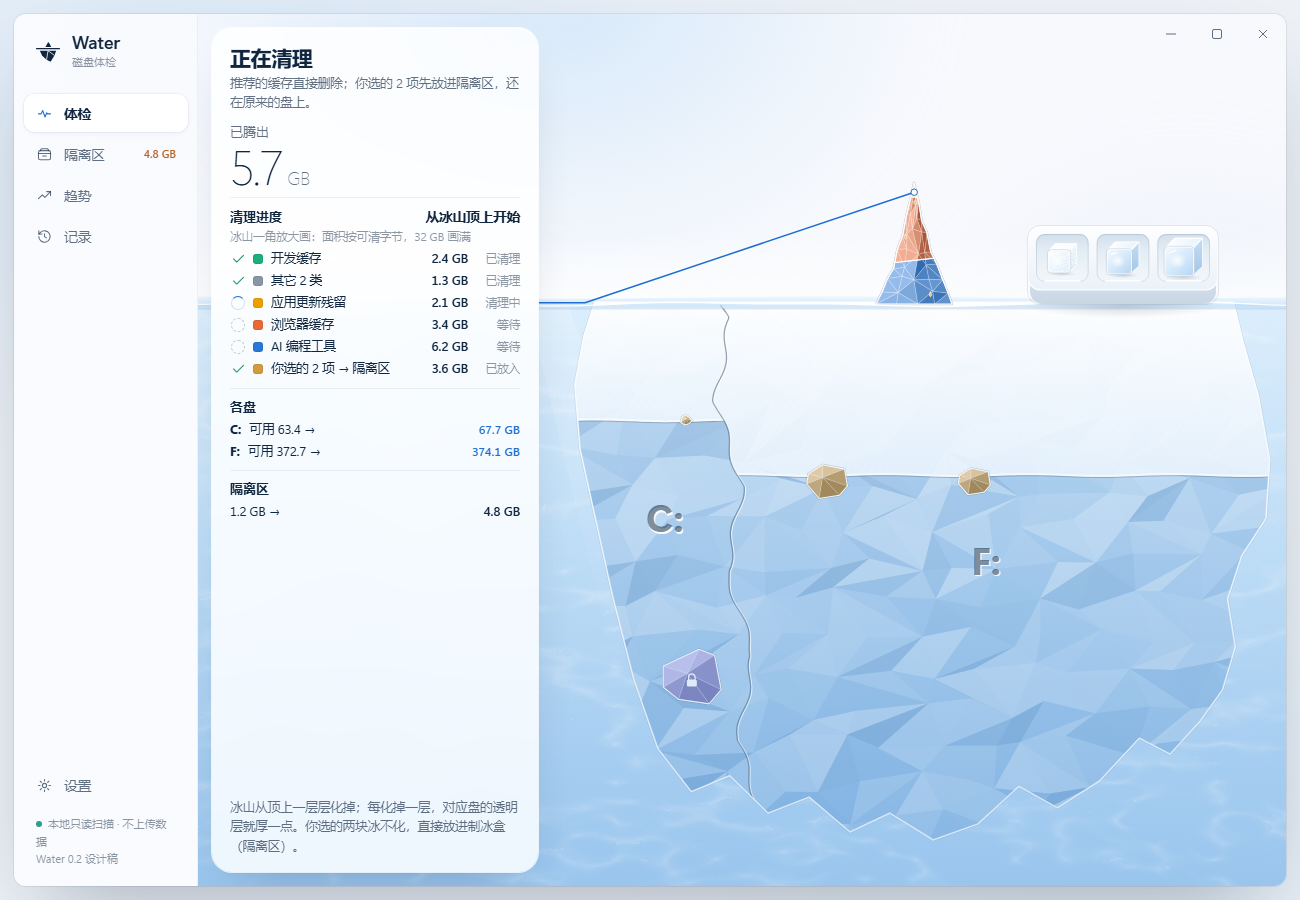 Water
磁盘体检
体检
隔离区 4.8 GB
趋势
记录
设置
本地只读扫描 · 不上传数
据
Water 0.2 设计稿
正在清理
推荐的缓存直接删除；你选的 2 项先放进隔离区，还
在原来的盘上。
已腾出
5.7 GB
清理进度 从冰山顶上开始
冰山一角放大画：面积按可清字节，32 GB 画满
开发缓存 2.4 GB 已清理
其它 2 类 1.3 GB 已清理
应用更新残留 2.1 GB 清理中
浏览器缓存 3.4 GB 等待
AI 编程工具 6.2 GB 等待
你选的 2 项 → 隔离区 3.6 GB 已放入
各盘
C: 可用 63.4 → 67.7 GB
F: 可用 372.7 → 374.1 GB
隔离区
1.2 GB → 4.8 GB
冰山从顶上一层层化掉；每化掉一层，对应盘的透明
层就厚一点。你选的两块冰不化，直接放进制冰盒
（隔离区）。
C:
F: